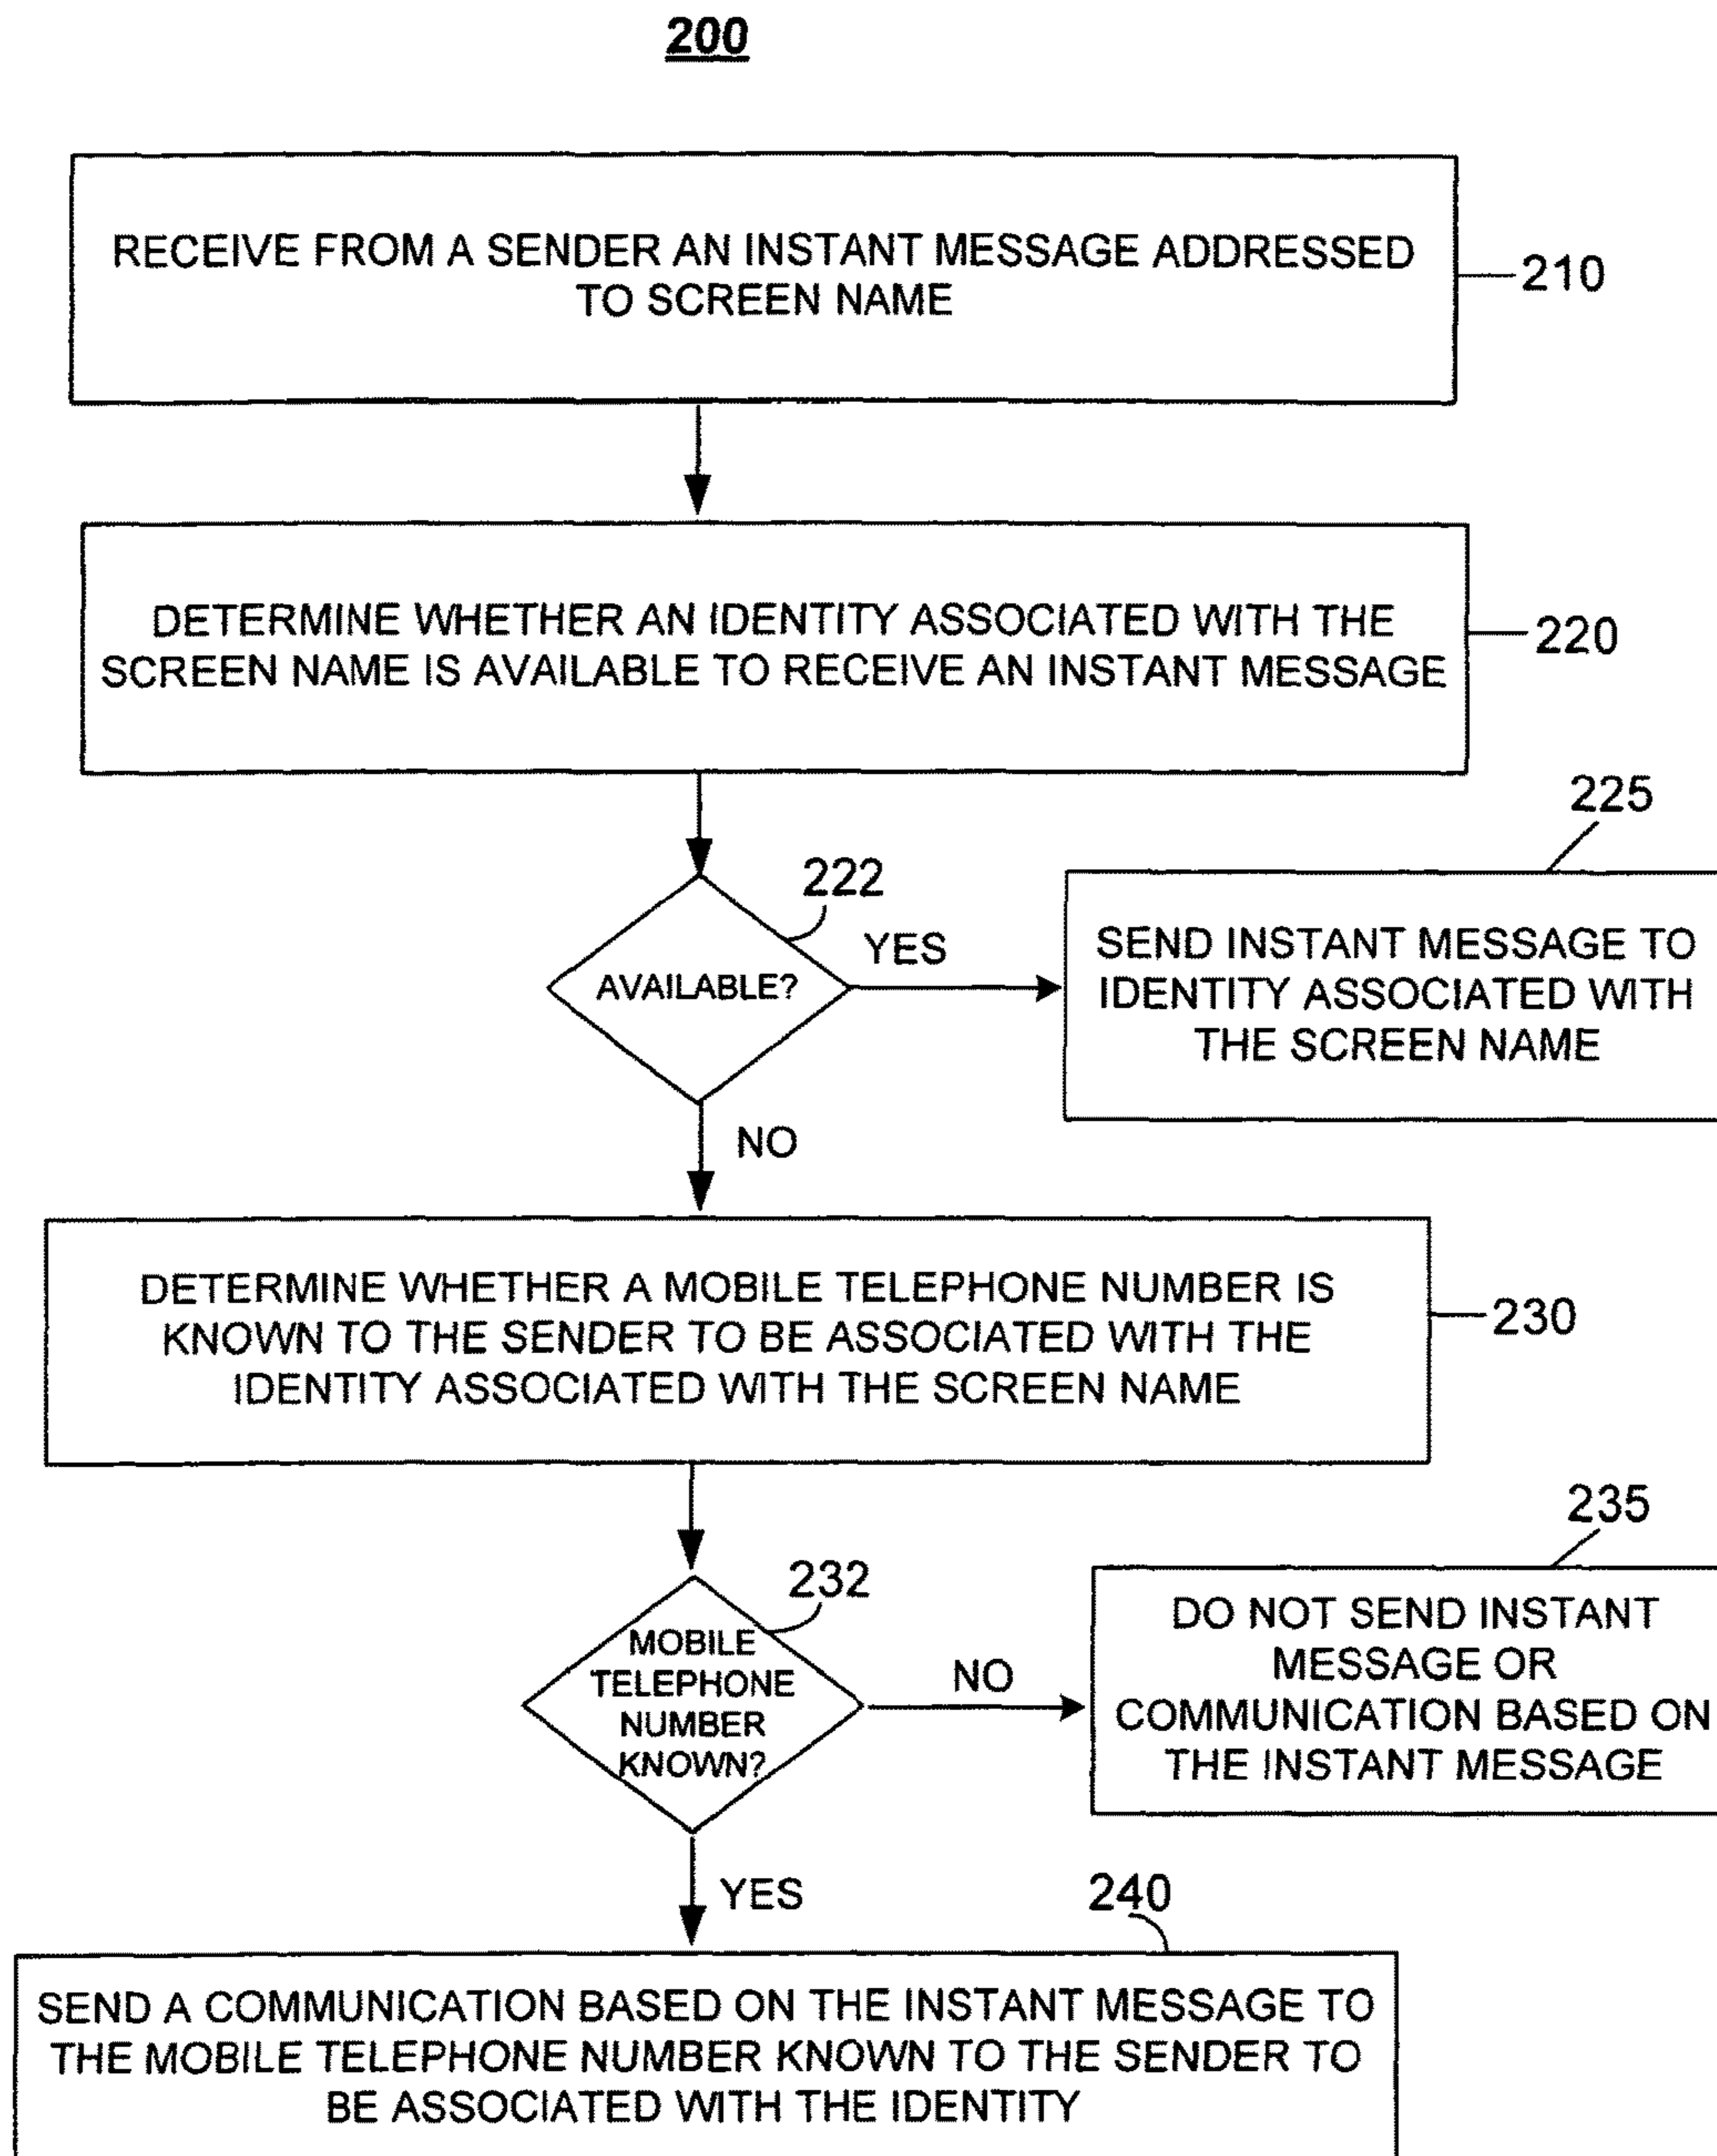 200
RECEIVE FROM A SENDER AN INSTANT MESSAGE ADDRESSED
TO SCREEN NAME
210
DETERMINE WHETHER AN IDENTITY ASSOCIATED WITH THE
SCREEN NAME IS AVAILABLE TO RECEIVE AN INSTANT MESSAGE
220
222
AVAILABLE?
YES
225
SEND INSTANT MESSAGE TO
IDENTITY ASSOCIATED WITH
THE SCREEN NAME
NO
DETERMINE WHETHER A MOBILE TELEPHONE NUMBER IS
KNOWN TO THE SENDER TO BE ASSOCIATED WITH THE
IDENTITY ASSOCIATED WITH THE SCREEN NAME
230
232
MOBILE
TELEPHONE
NUMBER
KNOWN?
NO
235
DO NOT SEND INSTANT
MESSAGE OR
COMMUNICATION BASED ON
THE INSTANT MESSAGE
YES
240
SEND A COMMUNICATION BASED ON THE INSTANT MESSAGE TO
THE MOBILE TELEPHONE NUMBER KNOWN TO THE SENDER TO
BE ASSOCIATED WITH THE IDENTITY